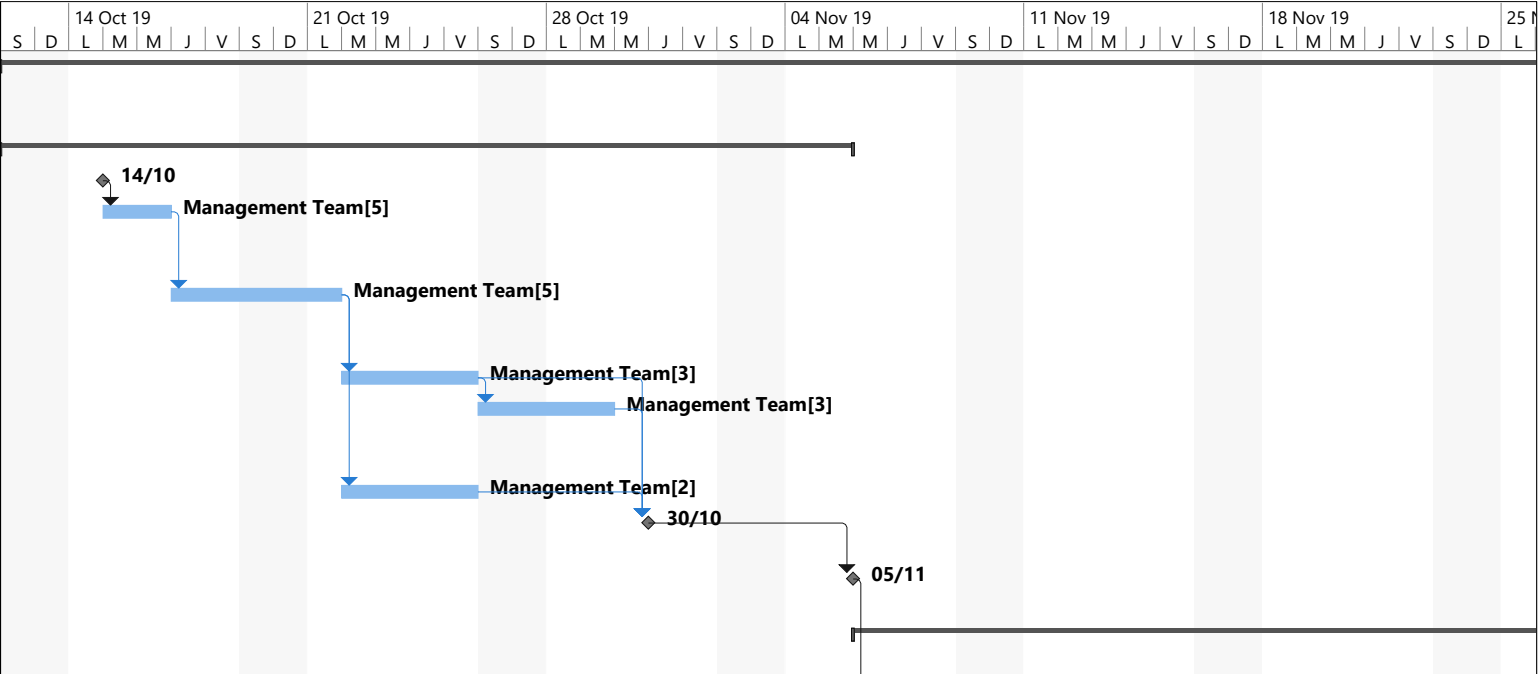 14 Oct 19 21 Oct 19 28 Oct 19 04 Nov 19 11 Nov 19 18 Nov 19 25
S D L M M J V S D L M M J V S D L M M J V S D L M M J V S D L M M J V S D L M M J V S D L
14/10
Management Team[5]
Management Team[5]
Management Team[3]
Management Team[3]
Management Team[2]
30/10
05/11